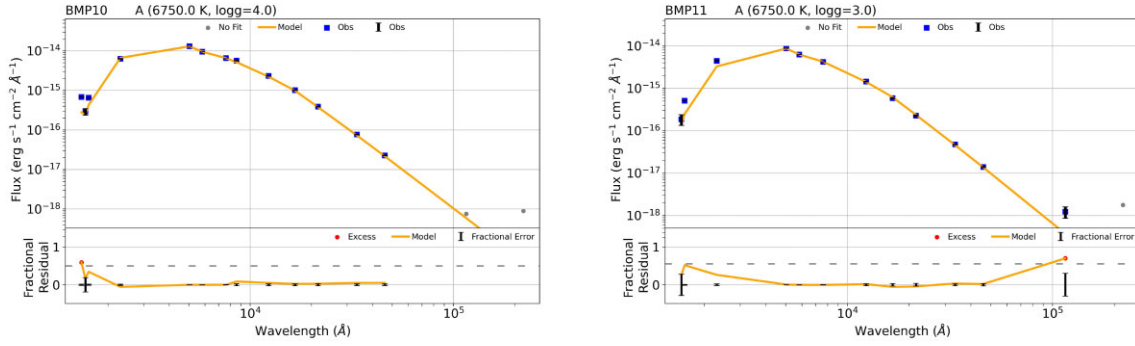 BMP10 A (6750.0 K, logg=4.0)
No Fit Model Obs Obs
10⁻¹⁴
10⁻¹⁵
10⁻¹⁶
10⁻¹⁷
10⁻¹⁸
Flux (erg s⁻¹ cm⁻² Å⁻¹)
Excess Model Fractional Error
1
0
Fractional
Residual
10⁴ 10⁵
Wavelength (Å)
BMP11 A (6750.0 K, logg=3.0)
No Fit Model Obs Obs
10⁻¹⁴
10⁻¹⁵
10⁻¹⁶
10⁻¹⁷
10⁻¹⁸
Flux (erg s⁻¹ cm⁻² Å⁻¹)
Excess Model Fractional Error
1
0
Fractional
Residual
10⁴ 10⁵
Wavelength (Å)